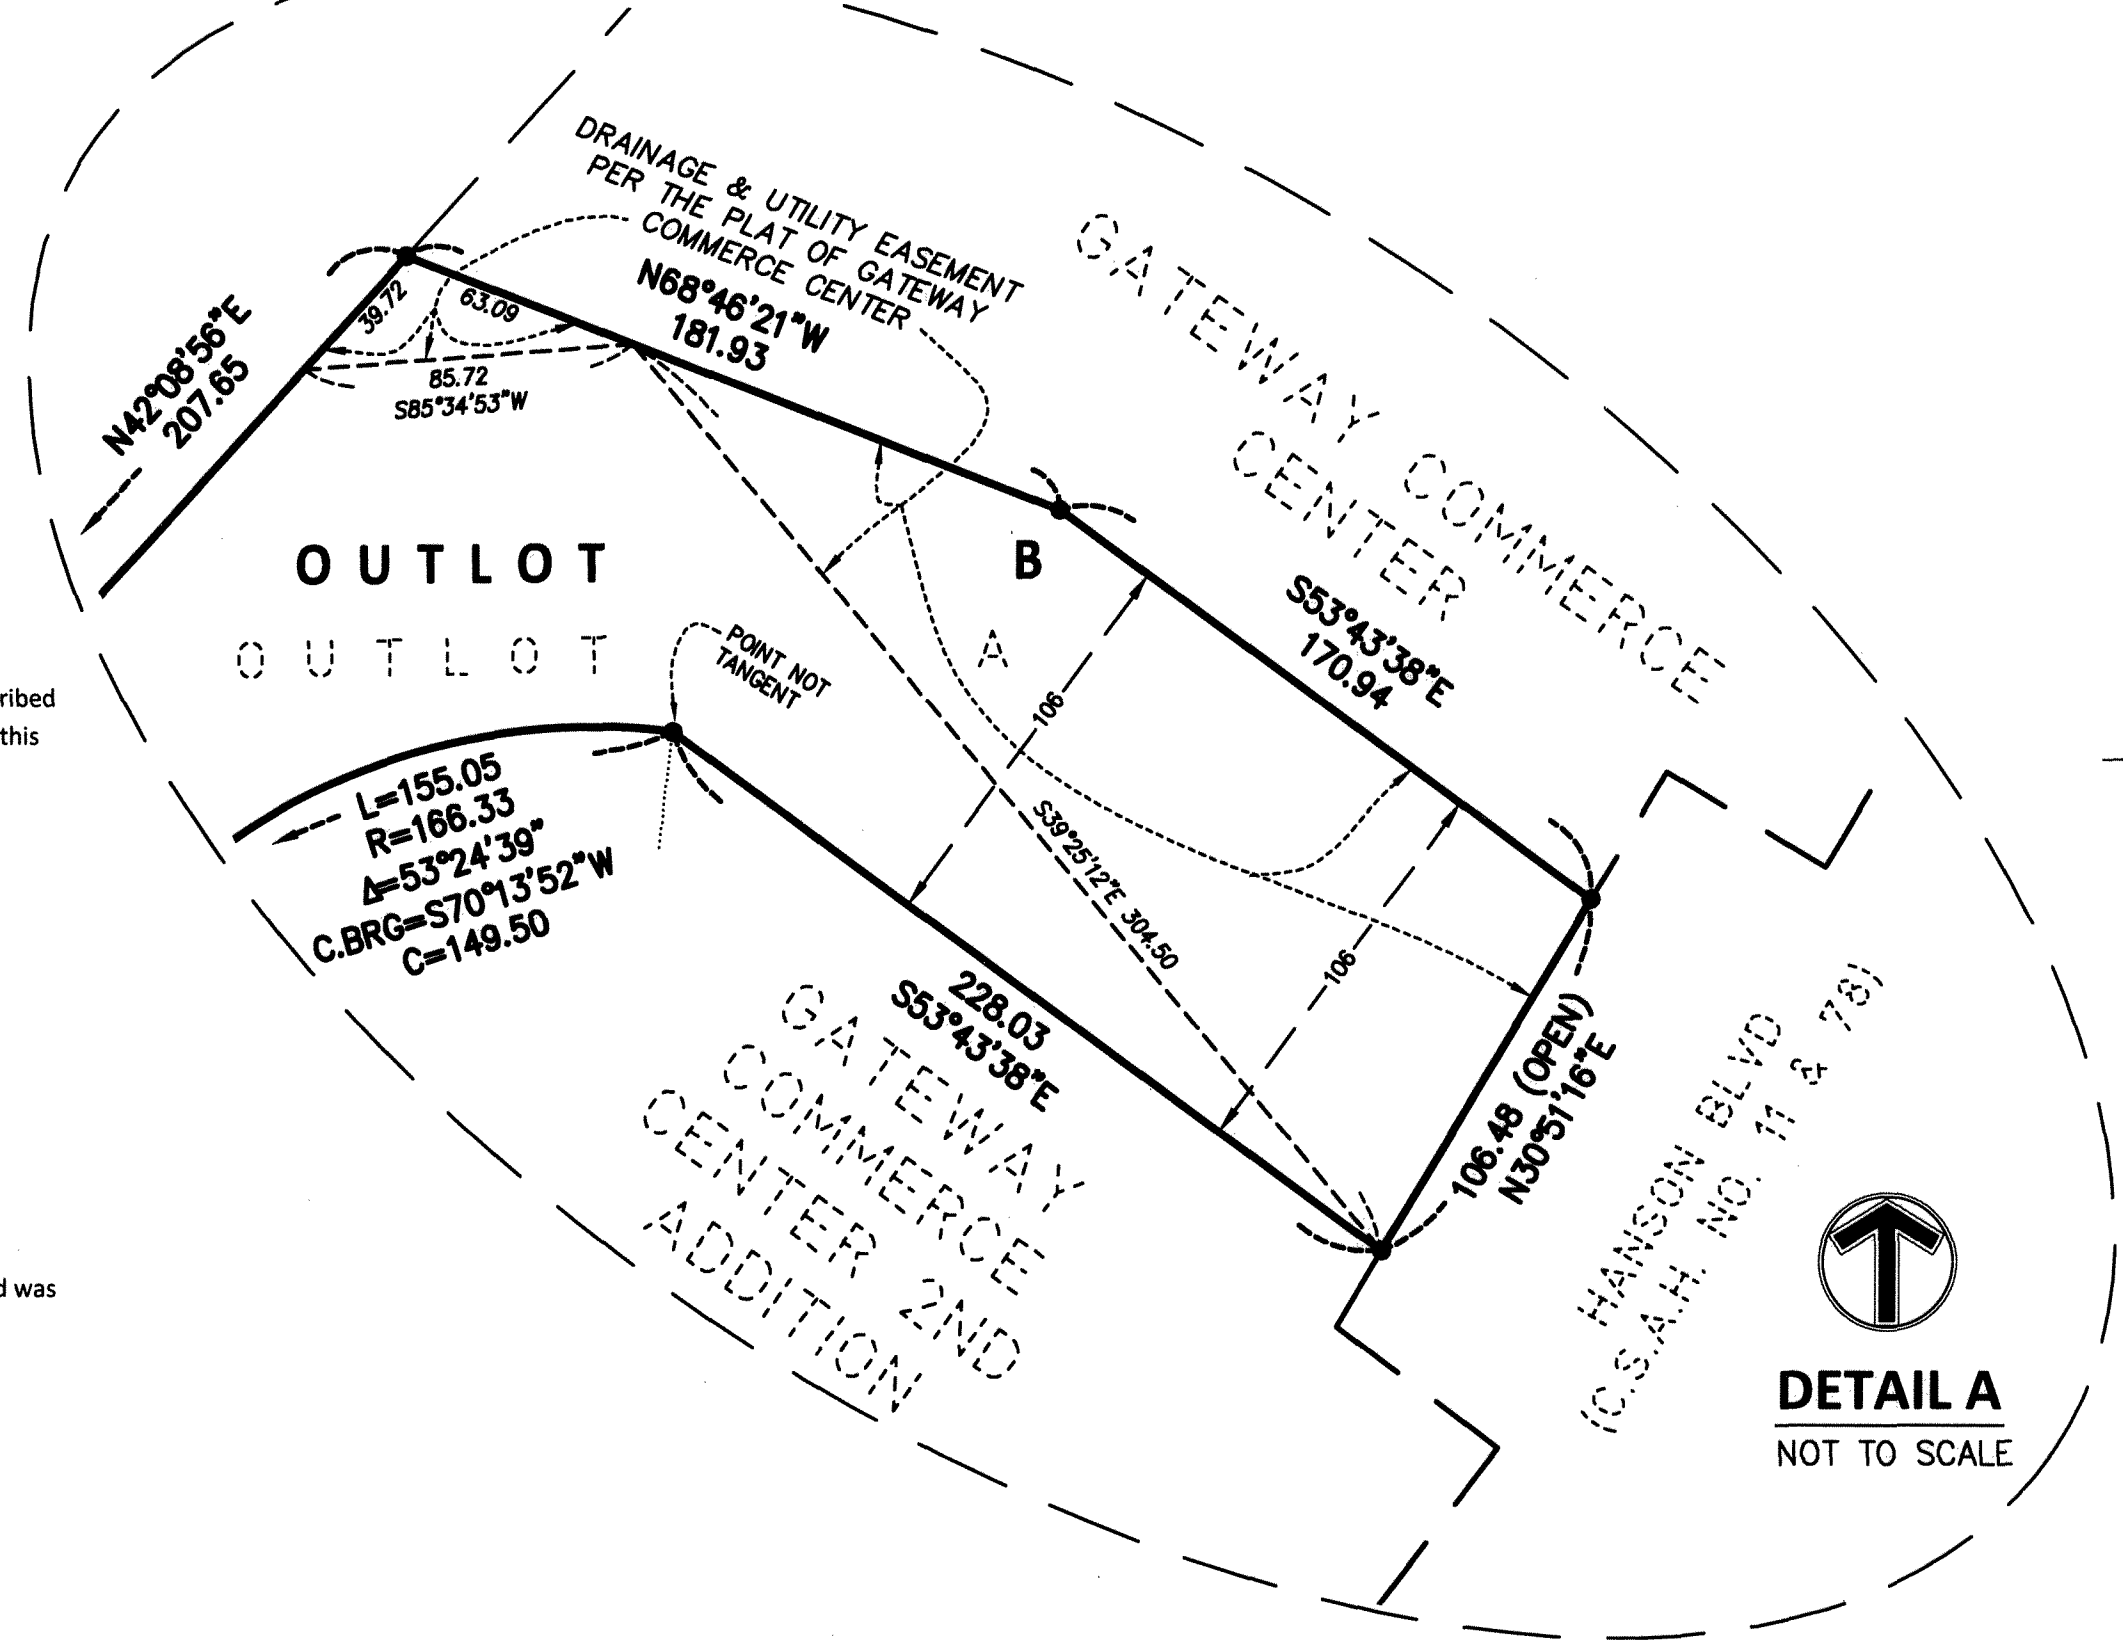 DRAINAGE & UTILITY EASEMENT
PER THE PLAT OF GATEWAY
COMMERCE CENTER
N68°46'21"W
181.93
39.72
63.09
85.72
S85°34'53"W
N42°08'56"E
207.65
GATEWAY COMMERCE
CENTER
OUTLOT
B
OUTLOT
A
S53°43'38"E
170.94
POINT NOT
TANGENT
106
ribed
this
L=155.05
R=166.33
Δ=53°24'39"
C.BRG=S70°13'52"W
C=149.50
S39°25'12"E 304.50
106
228.03
S53°43'38"E
106.48 (OPEN)
N30°51'16"E
GATEWAY
COMMERCE
CENTER 2ND
ADDITION
HANSON BLVD
(C.S.A.H. NO. 11 & 78)
d was
DETAIL A
NOT TO SCALE